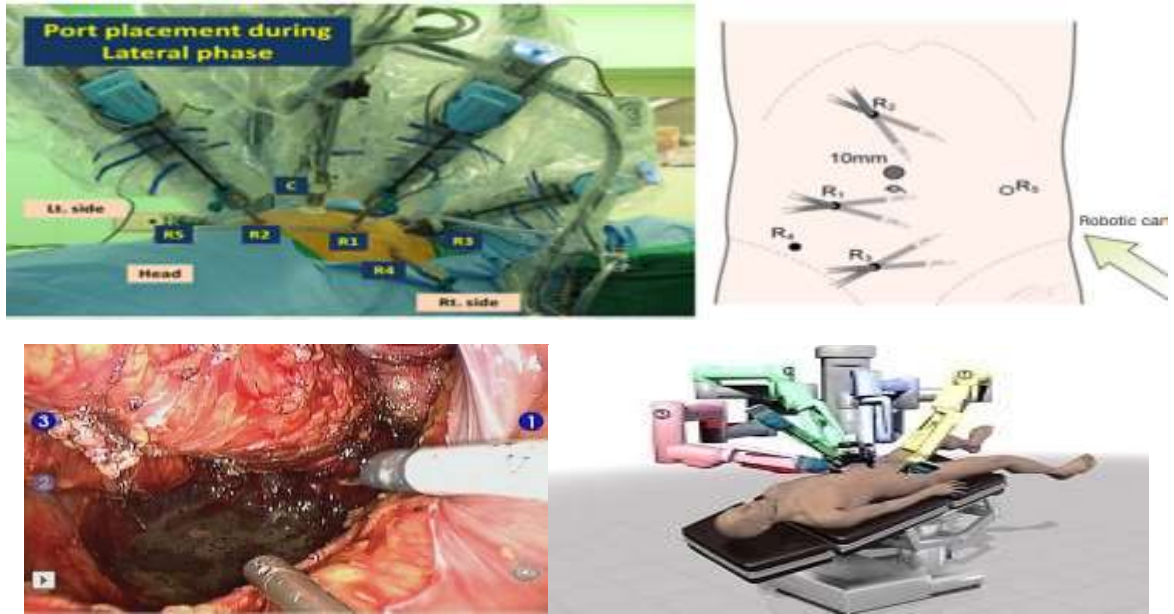 Port placement during
Lateral phase
C
Lt. side
R5
R2
R1
R3
R4
Head
Rt. side
R2
10mm
R1
R5
R4
R3
Robotic cart
3
1
2